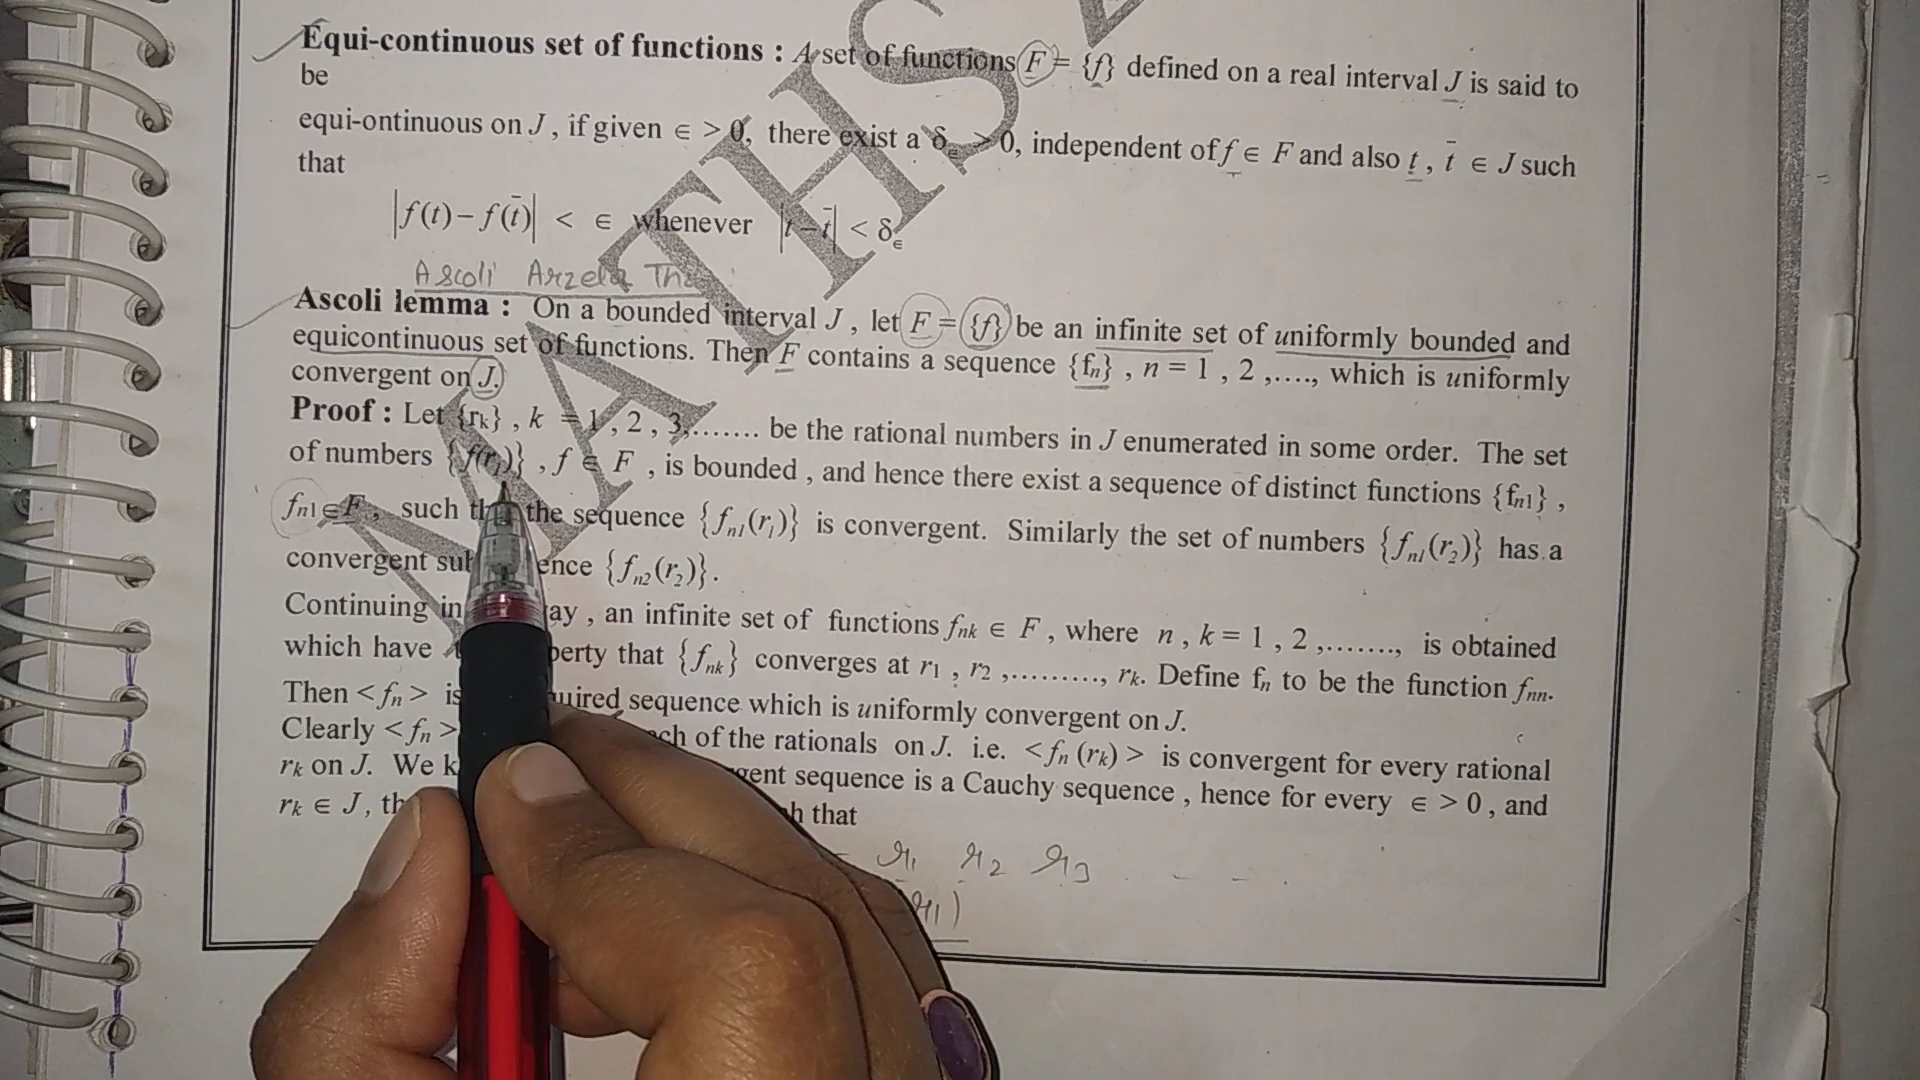 Equi-continuous set of functions : A set of functions F = {f} defined on a real interval J is said to
be
equi-ontinuous on J , if given ∈ > 0, there exist a δ∈ > 0, independent of f ∈ F and also t , t̄ ∈ J such
that
|f(t) – f(t̄)| < ∈ whenever |t – t̄| < δ∈
Ascoli Arzela
Ascoli lemma : On a bounded interval J , let F = {f} be an infinite set of uniformly bounded and
equicontinuous set of functions. Then F contains a sequence {fn} , n = 1 , 2 ,...., which is uniformly
convergent on J.
Proof : Let {rk} , k = 1 , 2 , 3,....... be the rational numbers in J enumerated in some order. The set
of numbers {f(r1)} , f ∈ F , is bounded , and hence there exist a sequence of distinct functions {fn1} ,
fn1 ∈ F , such the sequence {fn1(r1)} is convergent. Similarly the set of numbers {fn1(r2)} has a
convergent sub ence {fn2(r2)}.
Continuing in ay , an infinite set of functions fnk ∈ F , where n , k = 1 , 2 ,......., is obtained
which have perty that {fnk} converges at r1 , r2 ,.........., rk. Define fn to be the function fnn.
Then < fn > is uired sequence which is uniformly convergent on J.
Clearly < fn > ch of the rationals on J. i.e. < fn (rk) > is convergent for every rational
rk on J. We k gent sequence is a Cauchy sequence , hence for every ∈ > 0 , and
rk ∈ J , th h that
r1 r2 r3
r1)
MATHS